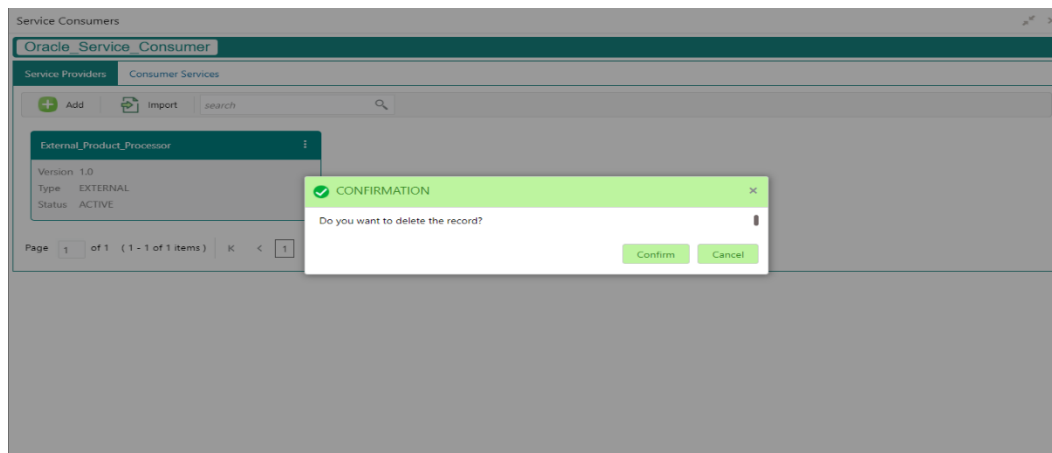 Service Consumers
Oracle_Service_Consumer
Service Providers Consumer Services
Add Import search
External_Product_Processor
Version 1.0
Type EXTERNAL
Status ACTIVE
CONFIRMATION
Do you want to delete the record?
Confirm Cancel
Page 1 of 1 ( 1 - 1 of 1 items ) 1